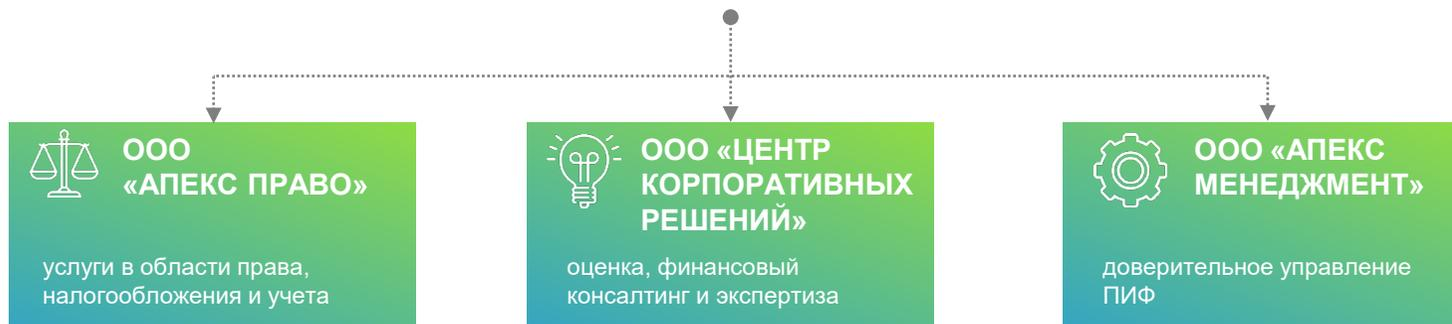 ООО
«АПЕКС ПРАВО»
услуги в области права,
налогообложения и учета
ООО «ЦЕНТР
КОРПОРАТИВНЫХ
РЕШЕНИЙ»
оценка, финансовый
консалтинг и экспертиза
ООО «АПЕКС
МЕНЕДЖМЕНТ»
доверительное управление
ПИФ